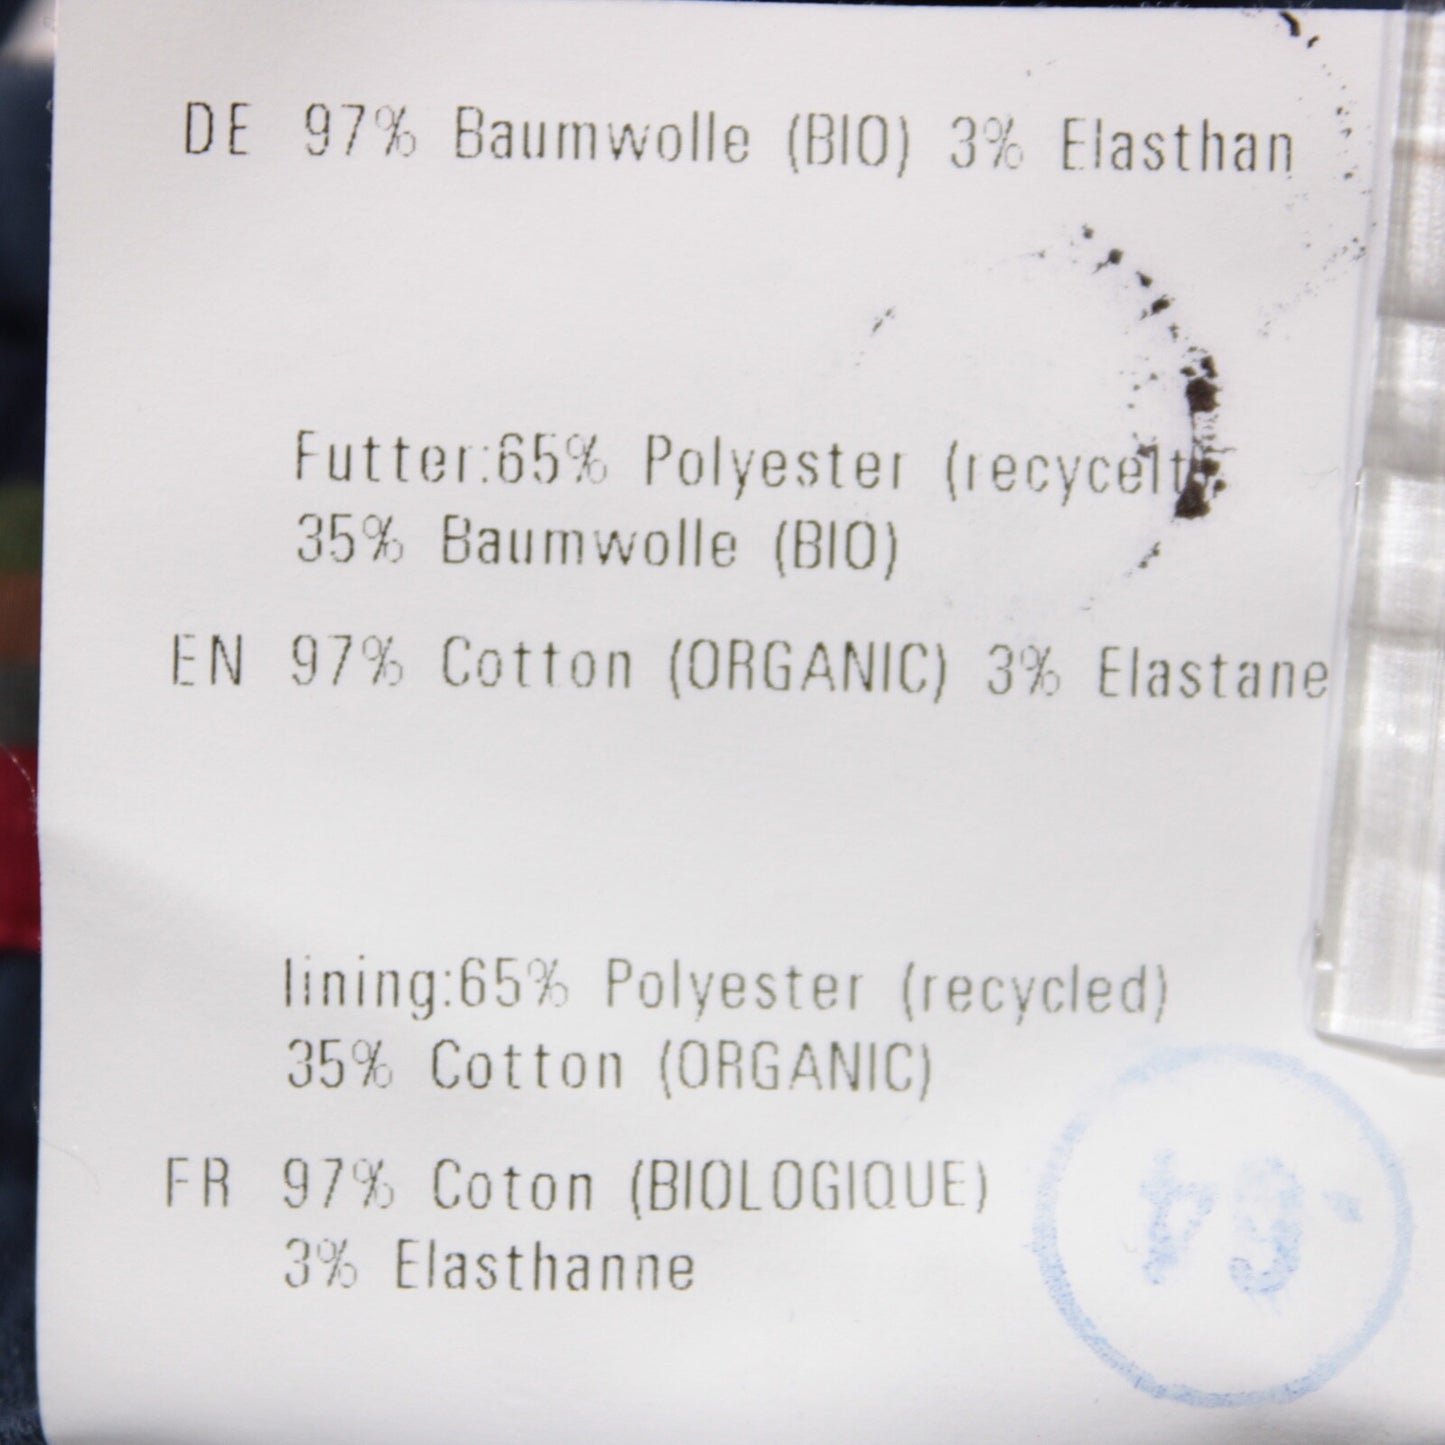 DE 97% Baumwolle (BIO) 3% Elasthan
Futter:65% Polyester (recycelt)
35% Baumwolle (BIO)
EN 97% Cotton (ORGANIC) 3% Elastane
lining:65% Polyester (recycled)
35% Cotton (ORGANIC)
FR 97% Coton (BIOLOGIQUE)
3% Elasthanne